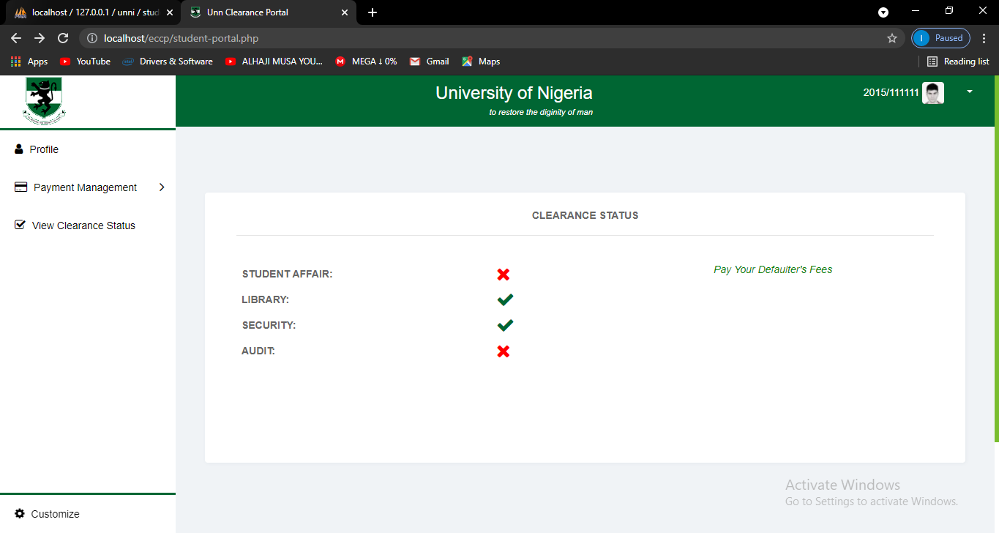 localhost / 127.0.0.1 / unni / stud
Unn Clearance Portal
localhost/eccp/student-portal.php
Paused
Apps
YouTube
Drivers & Software
ALHAJI MUSA YOU...
MEGA ⬇ 0%
Gmail
Maps
Reading list
University of Nigeria
to restore the diginity of man
2015/111111
Profile
Payment Management
View Clearance Status
CLEARANCE STATUS
STUDENT AFFAIR:
Pay Your Defaulter's Fees
LIBRARY:
SECURITY:
AUDIT:
Activate Windows
Go to Settings to activate Windows.
Customize